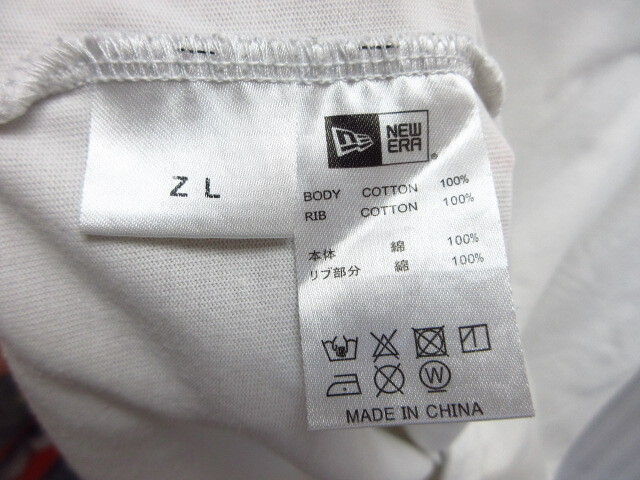 Z L
NEW
ERA
BODY COTTON 100%
RIB COTTON 100%
本体 綿 100%
リブ部分 綿 100%
W
MADE IN CHINA